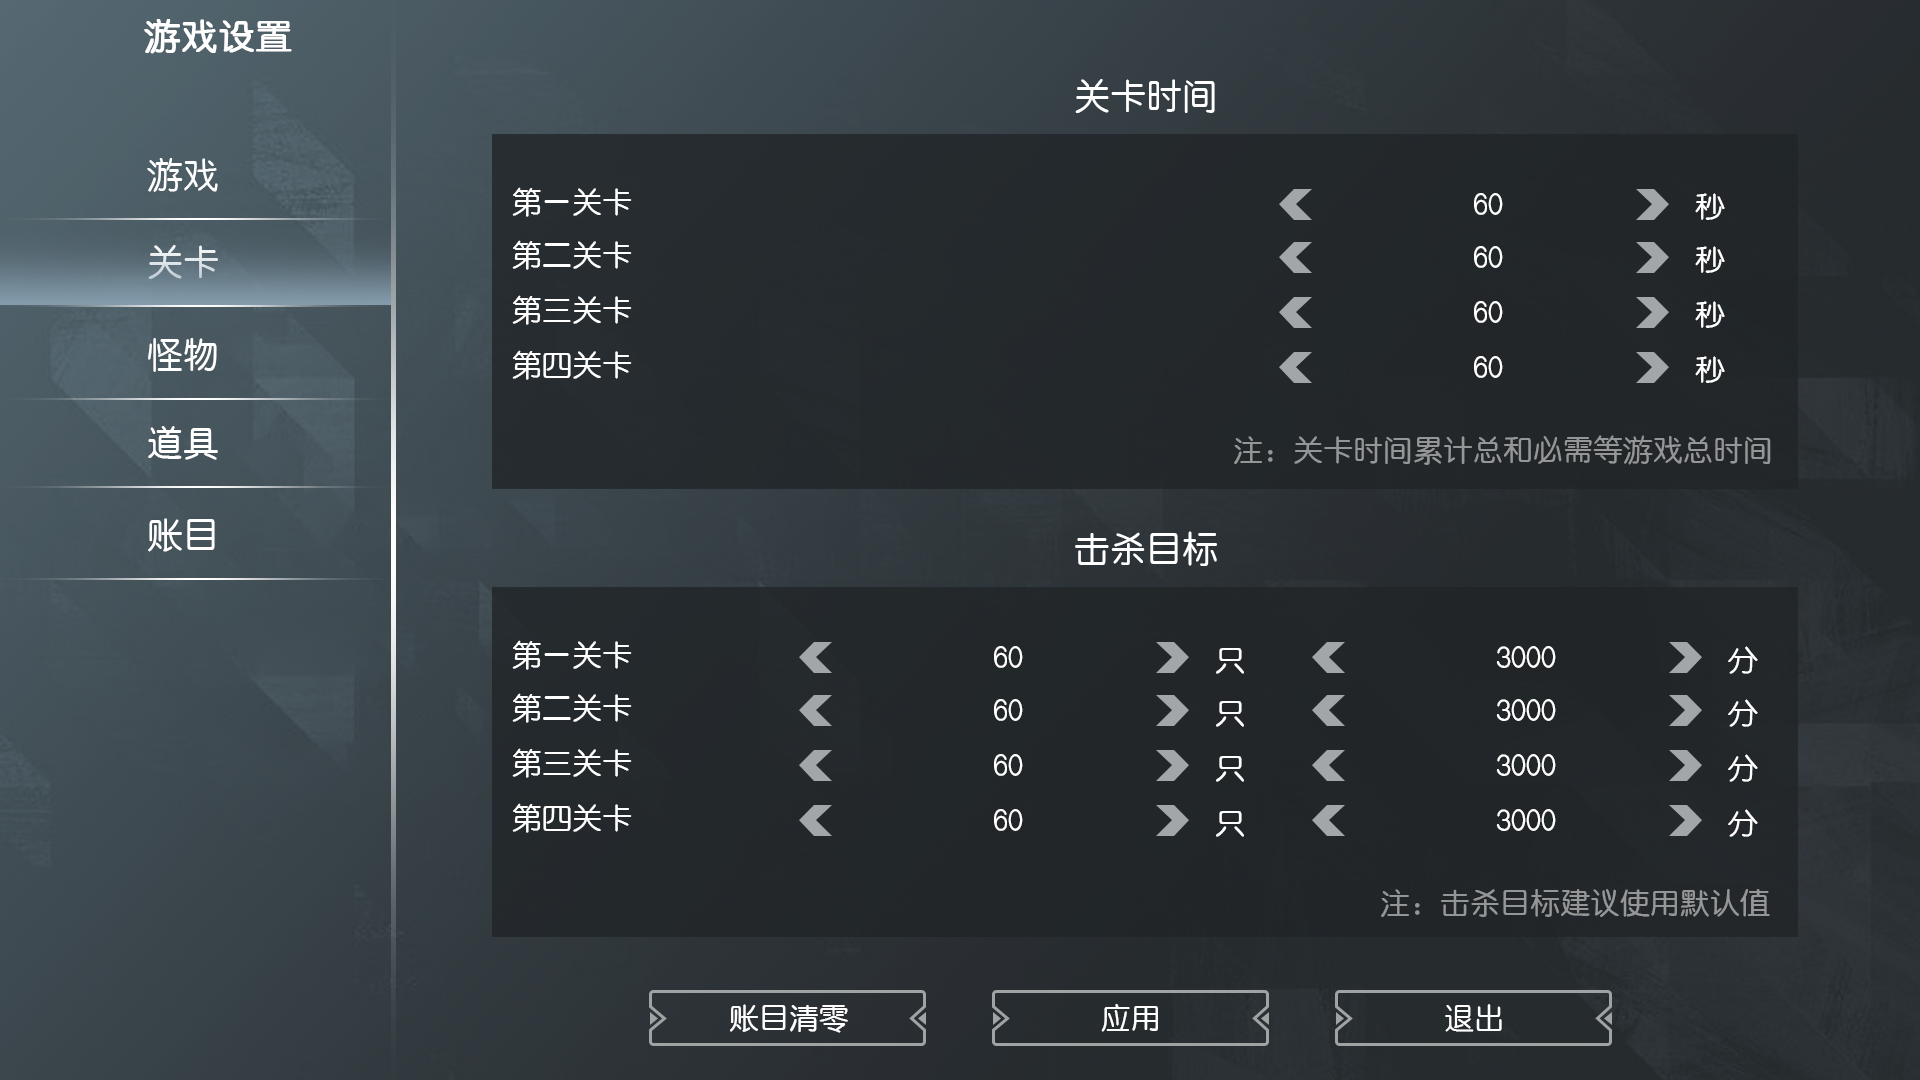 游戏设置
游戏
关卡
怪物
道具
账目
关卡时间
第一关卡 60 秒
第二关卡 60 秒
第三关卡 60 秒
第四关卡 60 秒
注：关卡时间累计总和必需等游戏总时间
击杀目标
第一关卡 60 只 3000 分
第二关卡 60 只 3000 分
第三关卡 60 只 3000 分
第四关卡 60 只 3000 分
注：击杀目标建议使用默认值
账目清零 应用 退出